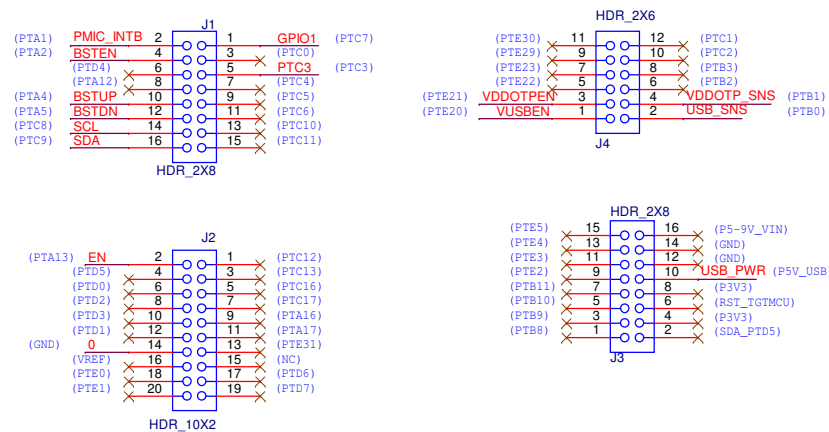 J1
(PTA1) PMIC_INTB 2 1 GPIO1 (PTC7)
(PTA2) BSTEN 4 3 (PTC0)
(PTD4) 6 5 PTC3 (PTC3)
(PTA12) 8 7 (PTC4)
(PTA4) BSTUP 10 9 (PTC5)
(PTA5) BSTDN 12 11 (PTC6)
(PTC8) SCL 14 13 (PTC10)
(PTC9) SDA 16 15 (PTC11)
HDR_2X8
HDR_2X6
(PTE30) 11 12 (PTC1)
(PTE29) 9 10 (PTC2)
(PTE23) 7 8 (PTB3)
(PTE22) 5 6 (PTB2)
(PTE21) VDDOTPEN 3 4 VDDOTP_SNS (PTB1)
(PTE20) VUSBEN 1 2 USB_SNS (PTB0)
J4
J2
(PTA13) EN 2 1 (PTC12)
(PTD5) 4 3 (PTC13)
(PTD0) 6 5 (PTC16)
(PTD2) 8 7 (PTC17)
(PTD3) 10 9 (PTA16)
(PTD1) 12 11 (PTA17)
(GND) 0 14 13 (PTE31)
(VREF) 16 15 (NC)
(PTE0) 18 17 (PTD6)
(PTE1) 20 19 (PTD7)
HDR_10X2
HDR_2X8
(PTE5) 15 16 (P5-9V_VIN)
(PTE4) 13 14 (GND)
(PTE3) 11 12 (GND)
(PTE2) 9 10 USB_PWR (P5V_USB
(PTB11) 7 8 (P3V3)
(PTB10) 5 6 (RST_TGTMCU)
(PTB9) 3 4 (P3V3)
(PTB8) 1 2 (SDA_PTD5)
J3